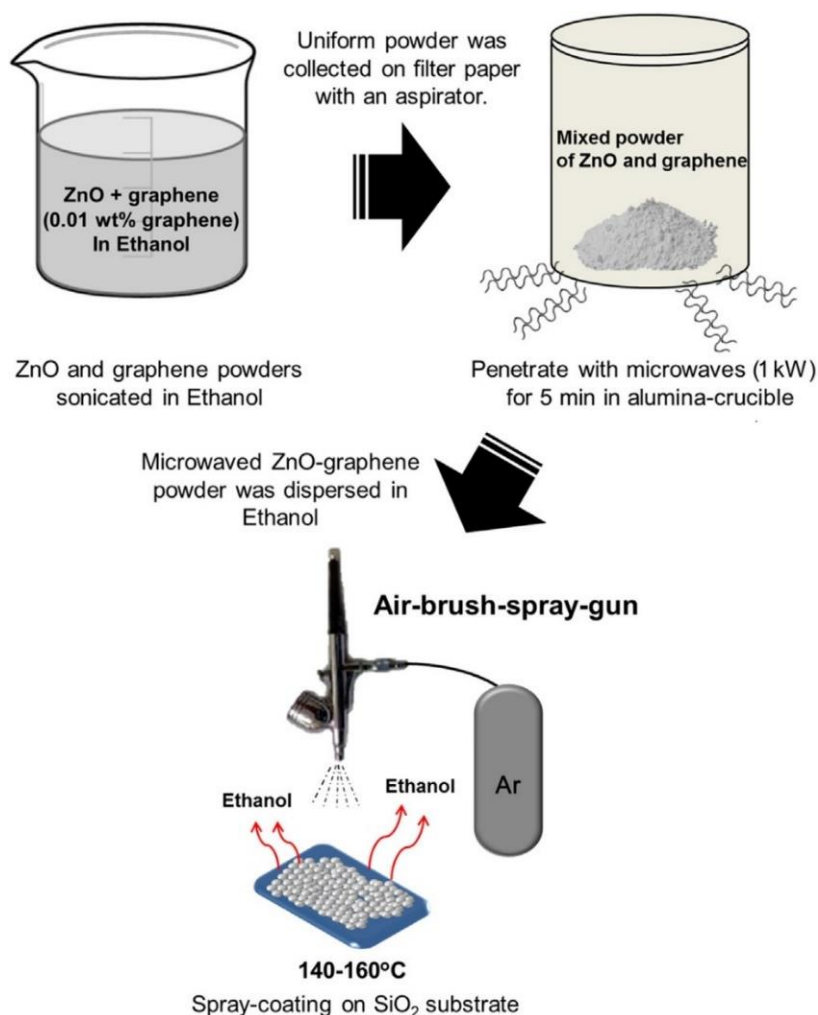 Uniform powder was
collected on filter paper
with an aspirator.
ZnO + graphene
(0.01 wt% graphene)
In Ethanol
Mixed powder
of ZnO and graphene
ZnO and graphene powders
sonicated in Ethanol
Penetrate with microwaves (1 kW)
for 5 min in alumina-crucible
Microwaved ZnO-graphene
powder was dispersed in
Ethanol
Air-brush-spray-gun
Ar
Ethanol
Ethanol
140-160°C
Spray-coating on SiO₂ substrate